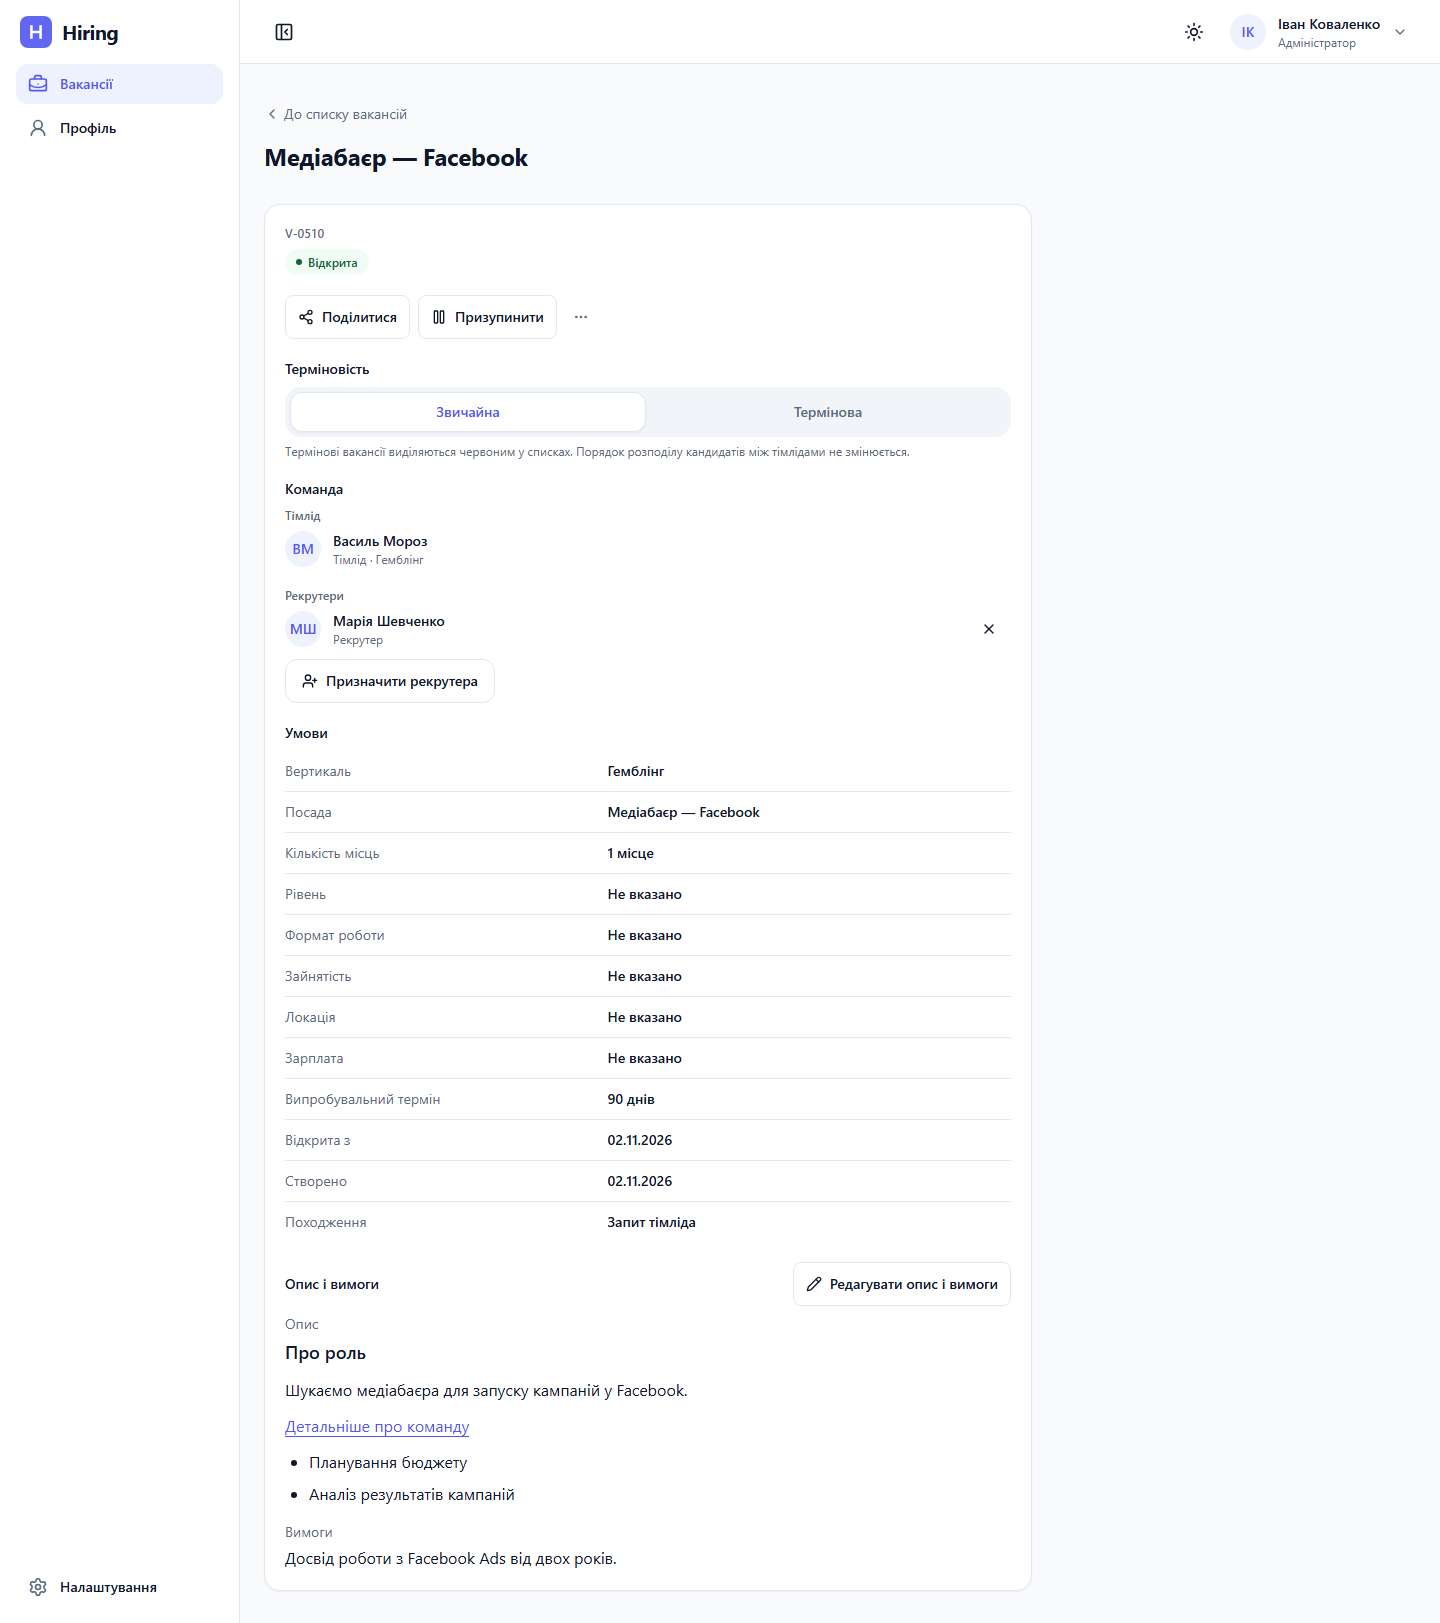 H Hiring
Вакансії
Профіль
Налаштування
ІК
Іван Коваленко
Адміністратор
До списку вакансій
Медіабаєр — Facebook
V-0510
Відкрита
Поділитися
Призупинити
Терміновість
Звичайна
Термінова
Термінові вакансії виділяються червоним у списках. Порядок розподілу кандидатів між тімлідами не змінюється.
Команда
Тімлід
ВМ
Василь Мороз
Тімлід · Гемблінг
Рекрутери
МШ
Марія Шевченко
Рекрутер
Призначити рекрутера
Умови
Вертикаль Гемблінг
Посада Медіабаєр — Facebook
Кількість місць 1 місце
Рівень Не вказано
Формат роботи Не вказано
Зайнятість Не вказано
Локація Не вказано
Зарплата Не вказано
Випробувальний термін 90 днів
Відкрита з 02.11.2026
Створено 02.11.2026
Походження Запит тімліда
Опис і вимоги
Редагувати опис і вимоги
Опис
Про роль
Шукаємо медіабаєра для запуску кампаній у Facebook.
Детальніше про команду
• Планування бюджету
• Аналіз результатів кампаній
Вимоги
Досвід роботи з Facebook Ads від двох років.